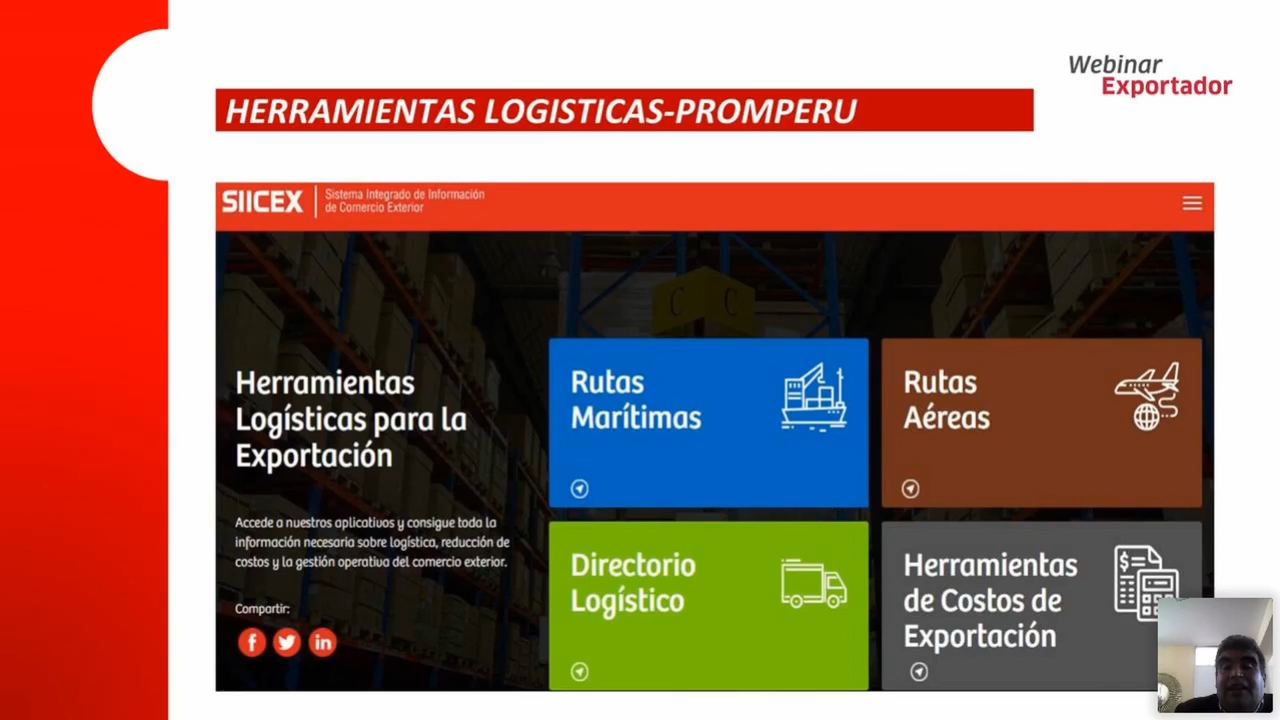 Webinar
Exportador
HERRAMIENTAS LOGISTICAS-PROMPERU
SIICEX
Sistema Integrado de Información
de Comercio Exterior
Herramientas
Logísticas para la
Exportación
Accede a nuestros aplicativos y consigue toda la
información necesaria sobre logística, reducción de
costos y la gestión operativa del comercio exterior.
Compartir:
Rutas
Marítimas
Rutas
Aéreas
Directorio
Logístico
Herramientas
de Costos de
Exportación